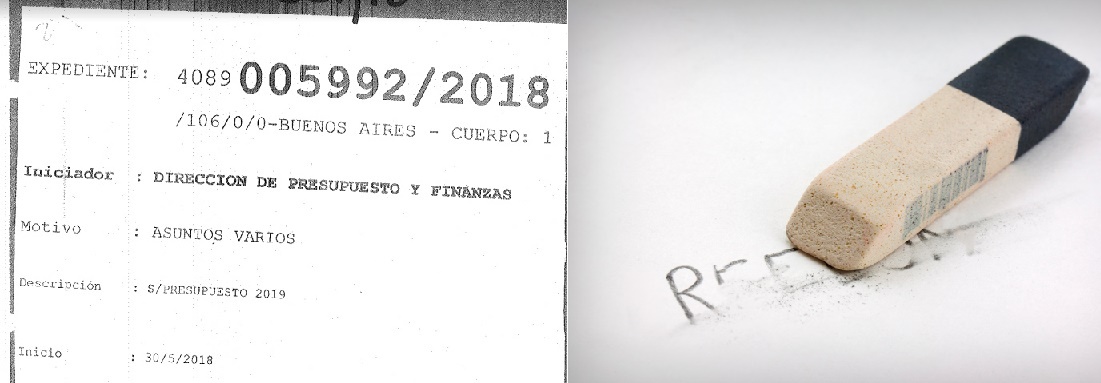 EXPEDIENTE: 4089 005992/2018
/106/0/0-BUENOS AIRES - CUERPO: 1
Iniciador : DIRECCION DE PRESUPUESTO Y FINANZAS
Motivo : ASUNTOS VARIOS
Descripción : S/PRESUPUESTO 2019
Inicio : 30/5/2018